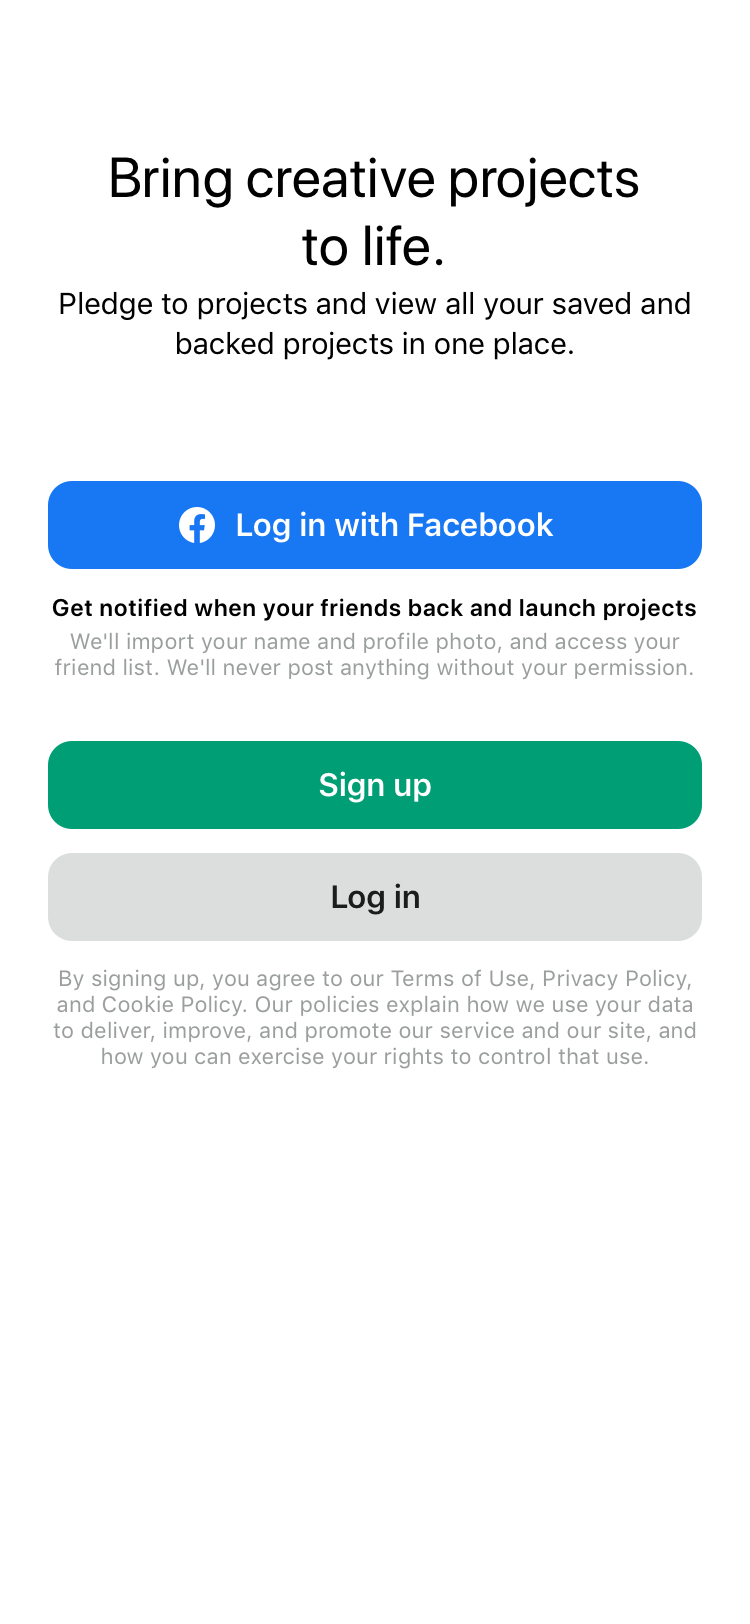 Bring creative projects
to life.
Pledge to projects and view all your saved and
backed projects in one place.
Log in with Facebook
Get notified when your friends back and launch projects
We'll import your name and profile photo, and access your
friend list. We'll never post anything without your permission.
Sign up
Log in
By signing up, you agree to our Terms of Use, Privacy Policy,
and Cookie Policy. Our policies explain how we use your data
to deliver, improve, and promote our service and our site, and
how you can exercise your rights to control that use.